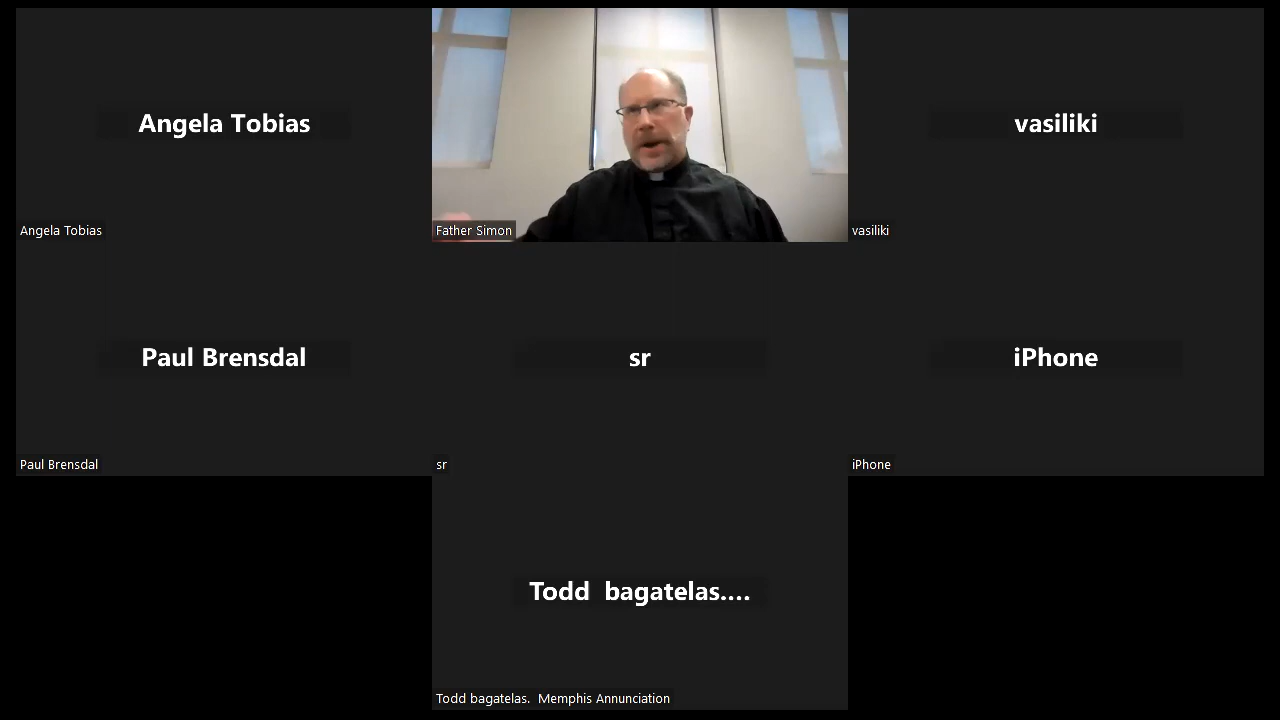 Angela Tobias
vasiliki
Angela Tobias
Father Simon
vasiliki
Paul Brensdal
sr
iPhone
Paul Brensdal
sr
iPhone
Todd  bagatelas....
Todd bagatelas.  Memphis Annunciation